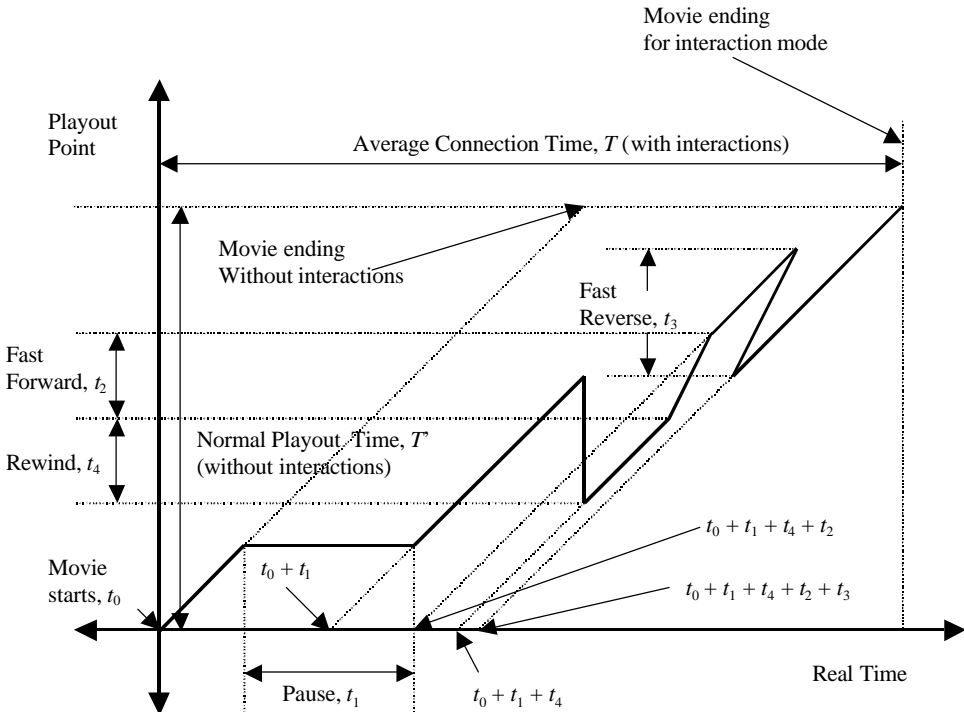 Movie ending
for interaction mode
Playout
Point
Average Connection Time, T (with interactions)
Movie ending
Without interactions
Fast
Reverse, t3
Fast
Forward, t2
Normal Playout Time, T'
(without interactions)
Rewind, t4
t0 + t1 + t4 + t2
Movie
starts, t0
t0 + t1
t0 + t1 + t4 + t2 + t3
Real Time
Pause, t1
t0 + t1 + t4